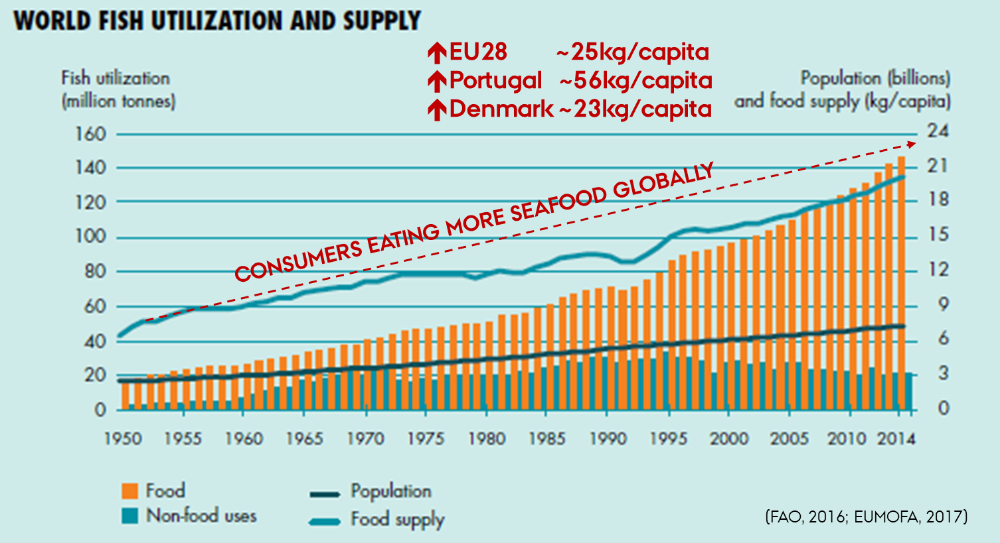 WORLD FISH UTILIZATION AND SUPPLY
EU28 ~25kg/capita
Portugal ~56kg/capita
Denmark ~23kg/capita
Fish utilization
(million tonnes)
Population (billions)
and food supply (kg/capita)
160
140
120
100
80
60
40
20
0
24
21
18
15
12
9
6
3
0
CONSUMERS EATING MORE SEAFOOD GLOBALLY
1950 1955 1960 1965 1970 1975 1980 1985 1990 1995 2000 2005 2010 2014
Food
Non-food uses
Population
Food supply
(FAO, 2016; EUMOFA, 2017)